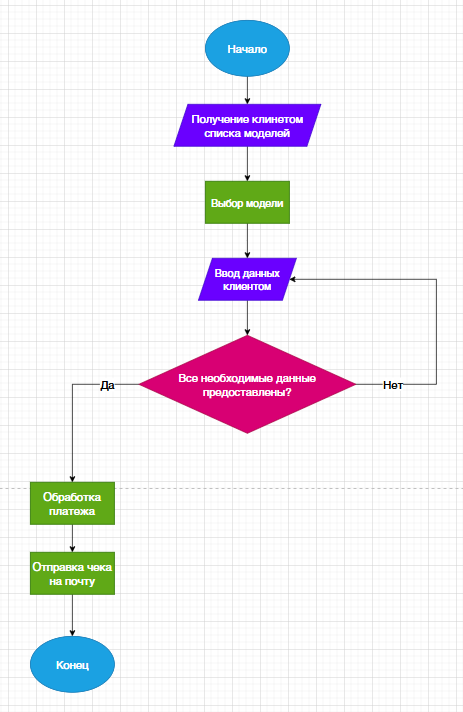 Начало
Получение клинетом
списка моделей
Выбор модели
Ввод данных
клиентом
Все необходимые данные
предоставлены?
Да
Нет
Обработка
платежа
Отправка чека
на почту
Конец